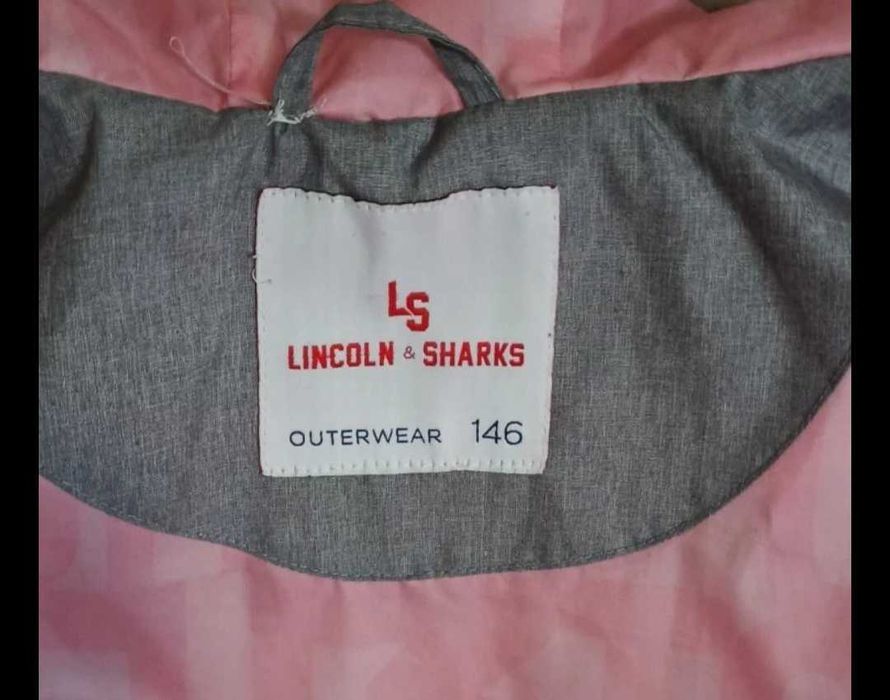 LS
LINCOLN & SHARKS
OUTERWEAR 146